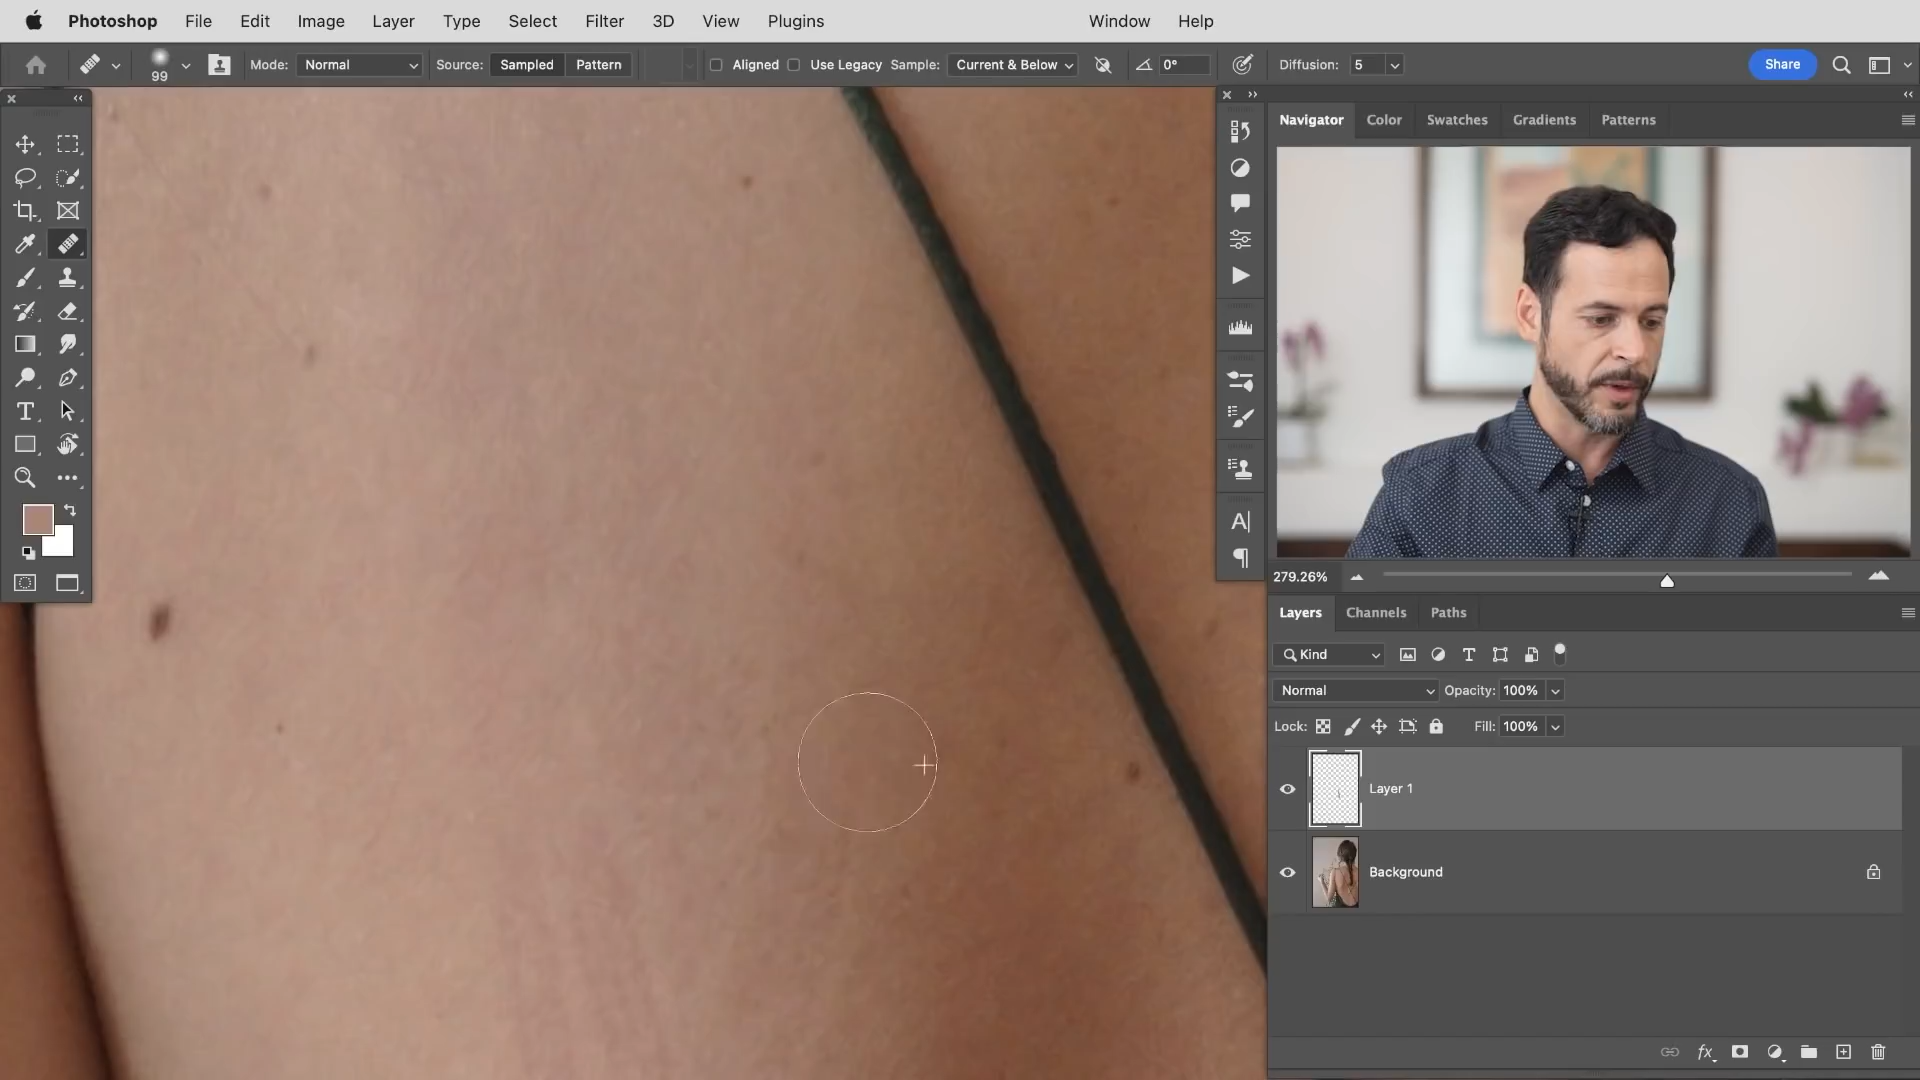 Photoshop File Edit Image Layer Type Select Filter 3D View Plugins Window Help
99 Mode: Normal Source: Sampled Pattern Aligned Use Legacy Sample: Current & Below 0° Diffusion: 5 Share
Navigator Color Swatches Gradients Patterns
279.26%
Layers Channels Paths
Kind
Normal Opacity: 100%
Lock: Fill: 100%
Layer 1
Background
fx